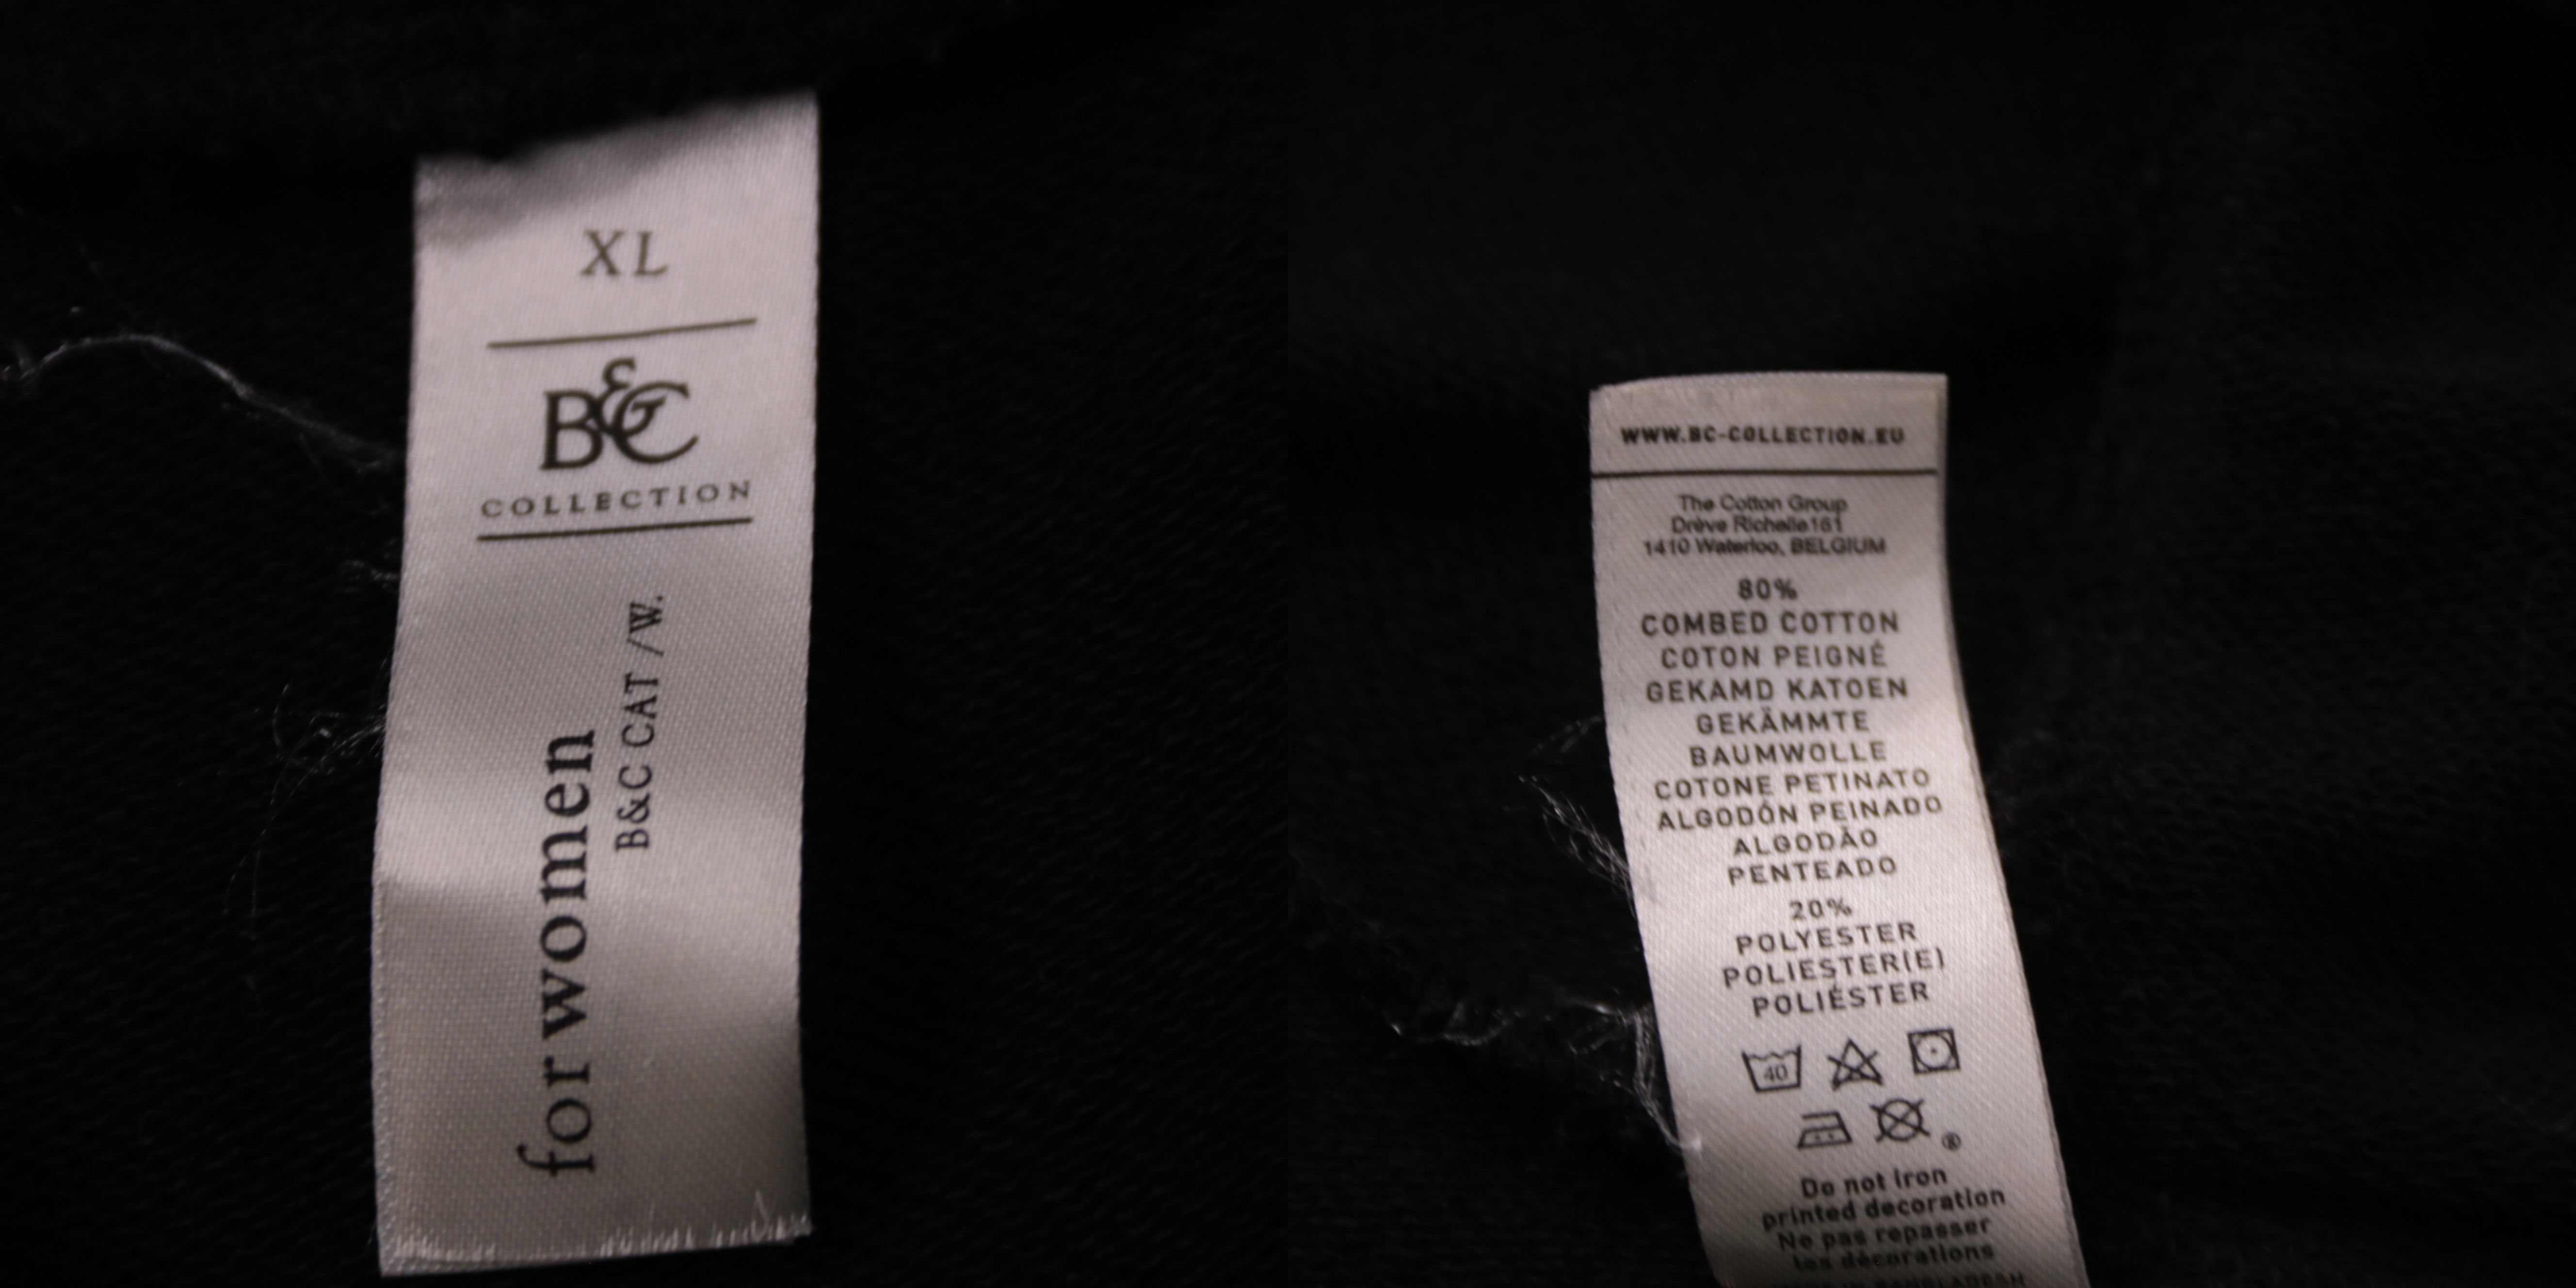 XL
B&C
COLLECTION
for women
B&C CAT /W.
WWW.BC-COLLECTION.EU
The Cotton Group
Drève Richelle161
1410 Waterloo, BELGIUM
80%
COMBED COTTON
COTON PEIGNÉ
GEKAMD KATOEN
GEKÄMMTE
BAUMWOLLE
COTONE PETINATO
ALGODÓN PEINADO
ALGODÃO
PENTEADO
20%
POLYESTER
POLIESTER(E)
POLIÉSTER
40
®
Do not iron
printed decoration
Ne pas repasser
les décorations
BANGLADESH